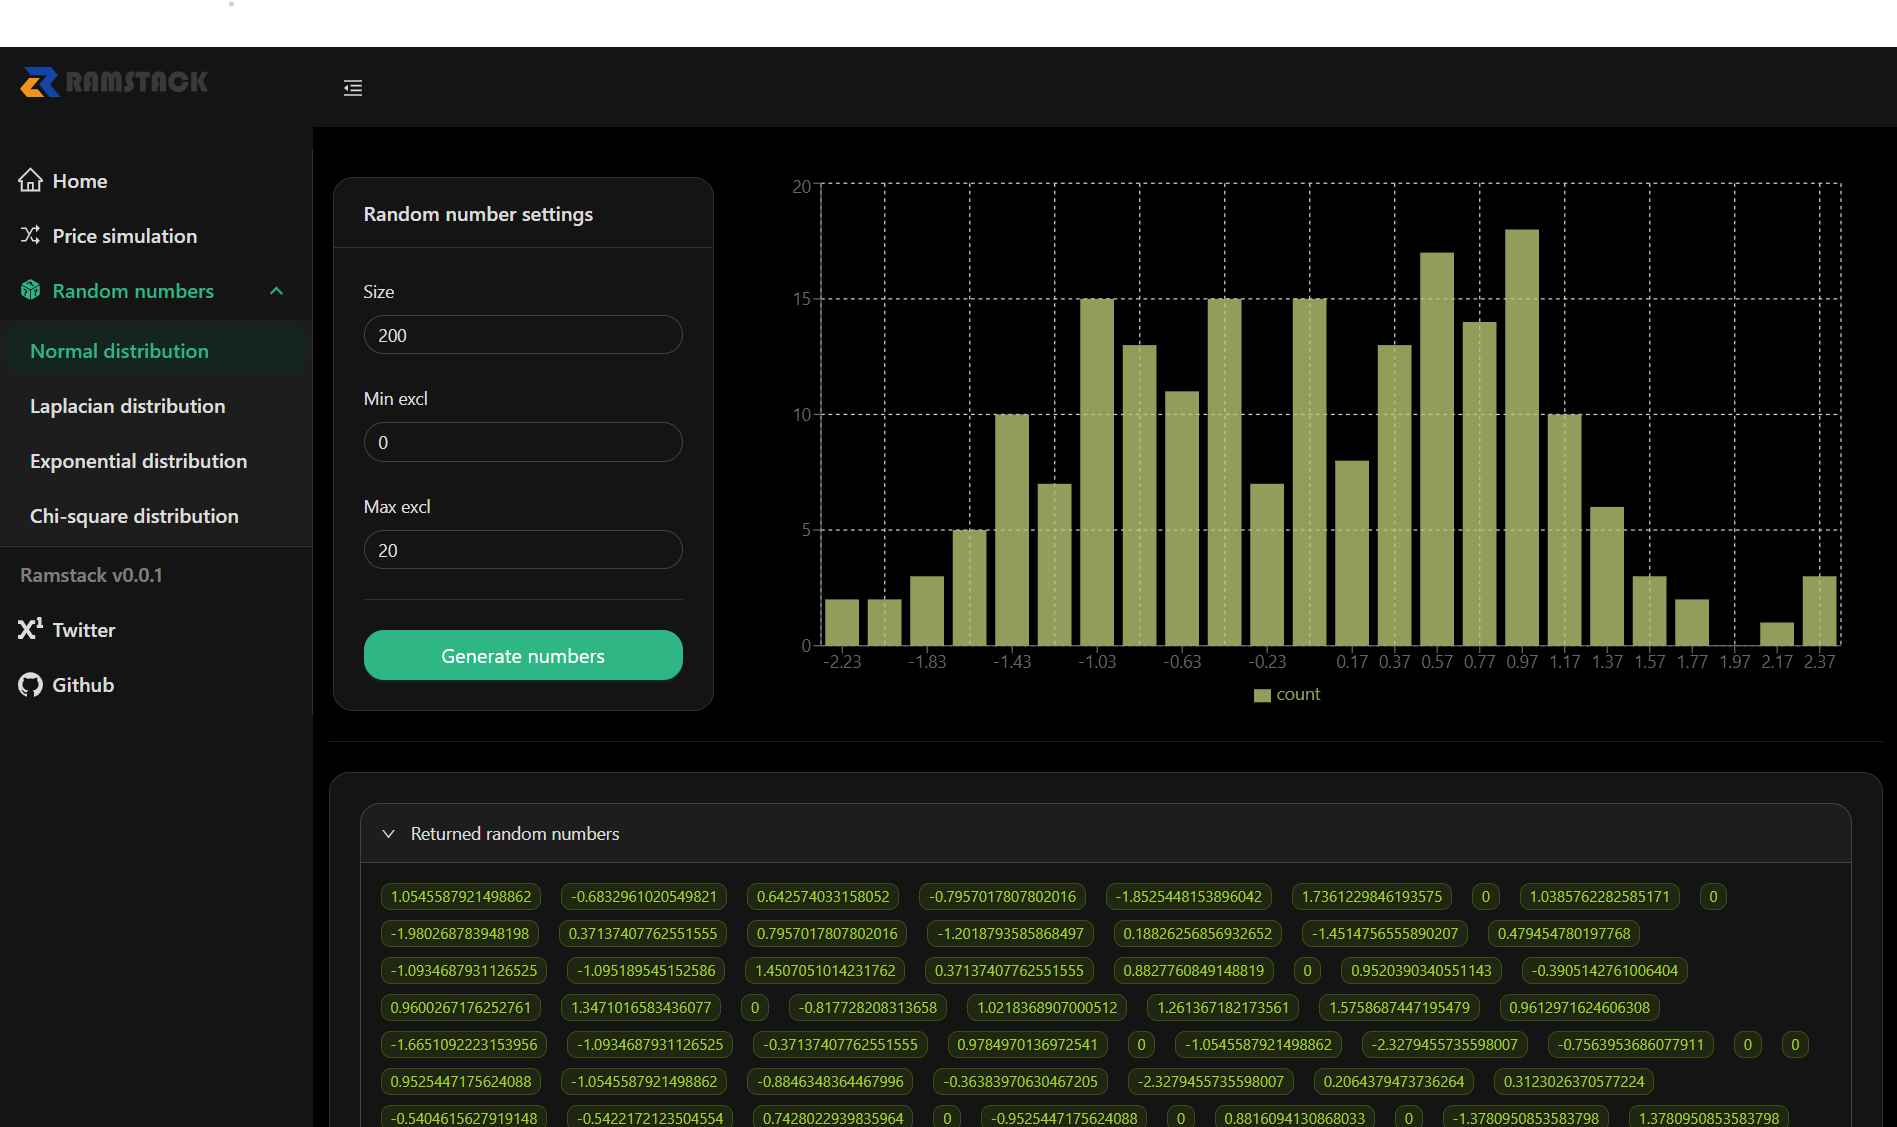 RAMSTACK
Home
Price simulation
Random numbers
Normal distribution
Laplacian distribution
Exponential distribution
Chi-square distribution
Ramstack v0.0.1
Twitter
Github
Random number settings
Size
200
Min excl
0
Max excl
20
Generate numbers
20
15
10
5
0
-2.23 -1.83 -1.43 -1.03 -0.63 -0.23 0.17 0.37 0.57 0.77 0.97 1.17 1.37 1.57 1.77 1.97 2.17 2.37
count
Returned random numbers
1.0545587921498862 -0.6832961020549821 0.642574033158052 -0.7957017807802016 -1.8525448153896042 1.7361229846193575 0 1.0385762282585171 0
-1.980268783948198 0.37137407762551555 0.7957017807802016 -1.2018793585868497 0.18826256856932652 -1.4514756555890207 0.479454780197768
-1.0934687931126525 -1.095189545152586 1.4507051014231762 0.37137407762551555 0.8827760849148819 0 0.9520390340551143 -0.3905142761006404
0.9600267176252761 1.3471016583436077 0 -0.817728208313658 1.0218368907000512 1.261367182173561 1.5758687447195479 0.9612971624606308
-1.6651092223153956 -1.0934687931126525 -0.37137407762551555 0.9784970136972541 0 -1.0545587921498862 -2.3279455735598007 -0.7563953686077911 0 0
0.9525447175624088 -1.0545587921498862 -0.8846348364467996 -0.36383970630467205 -2.3279455735598007 0.2064379473736264 0.3123026370577224
-0.5404615627919148 -0.5422172123504554 0.7428022939835964 0 -0.9525447175624088 0 0.8816094130868033 0 -1.3780950853583798 1.3780950853583798